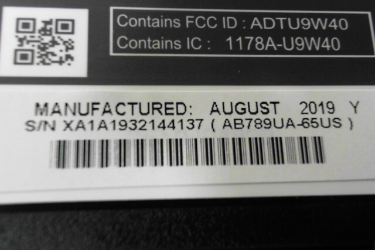 Contains FCC ID : ADTU9W40
Contains IC : 1178A-U9W40
MANUFACTURED: AUGUST 2019 Y
S/N XA1A1932144137 ( AB789UA-65US )